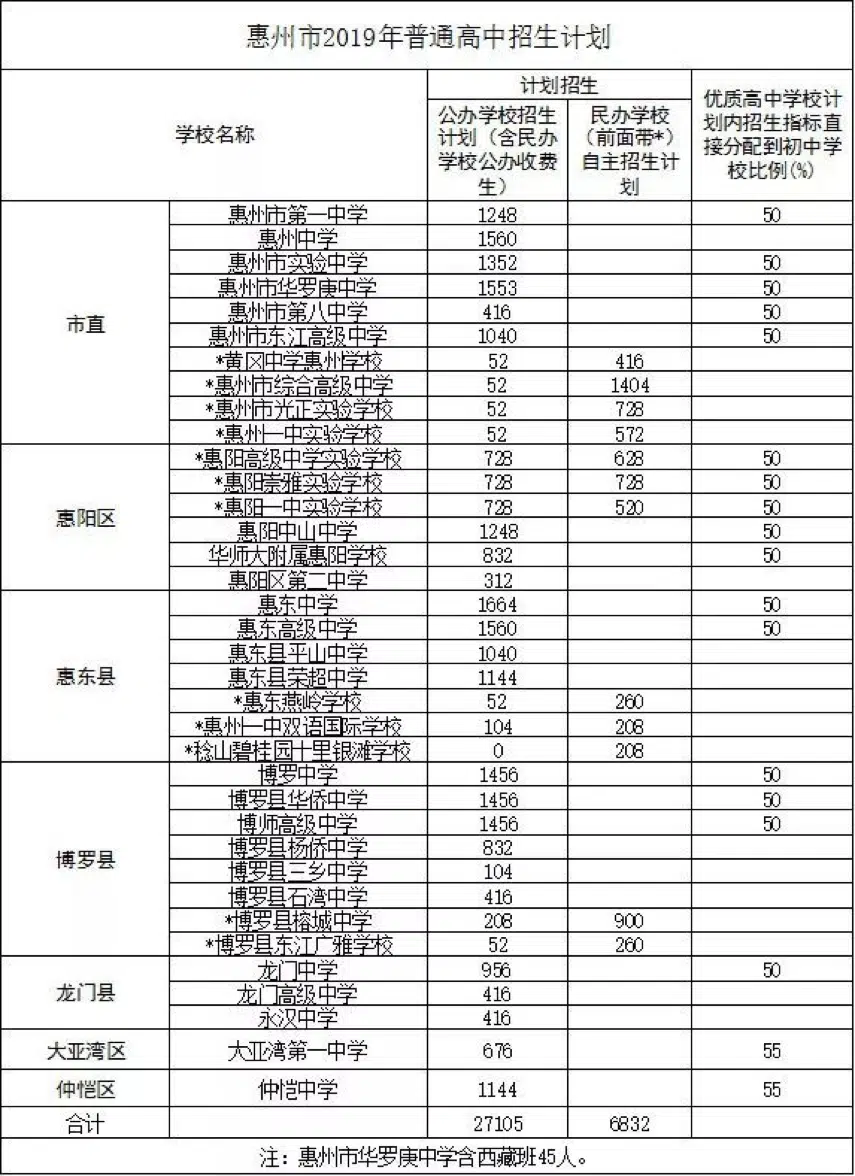 惠州市2019年普通高中招生计划
学校名称 计划招生 优质高中学校计划内招生指标直接分配到初中学校比例(%)
公办学校招生计划（含民办学校公办收费生） 民办学校（前面带*）自主招生计划
市直 惠州市第一中学 1248 50
惠州中学 1560
惠州市实验中学 1352 50
惠州市华罗庚中学 1553 50
惠州市第八中学 416 50
惠州市东江高级中学 1040 50
*黄冈中学惠州学校 52 416
*惠州市综合高级中学 52 1404
*惠州市光正实验学校 52 728
*惠州一中实验学校 52 572
惠阳区 *惠阳高级中学实验学校 728 628 50
*惠阳崇雅实验学校 728 728 50
*惠阳一中实验学校 728 520 50
惠阳中山中学 1248 50
华师大附属惠阳学校 832 50
惠阳区第二中学 312
惠东县 惠东中学 1664 50
惠东高级中学 1560 50
惠东县平山中学 1040
惠东县荣超中学 1144
*惠东燕岭学校 52 260
*惠州一中双语国际学校 104 208
*稔山碧桂园十里银滩学校 0 208
博罗县 博罗中学 1456 50
博罗县华侨中学 1456 50
博师高级中学 1456 50
博罗县杨侨中学 832
博罗县三乡中学 104
博罗县石湾中学 416
*博罗县榕城中学 208 900
*博罗县东江广雅学校 52 260
龙门县 龙门中学 956 50
龙门高级中学 416
永汉中学 416
大亚湾区 大亚湾第一中学 676 55
仲恺区 仲恺中学 1144 55
合计 27105 6832
注：惠州市华罗庚中学含西藏班45人。